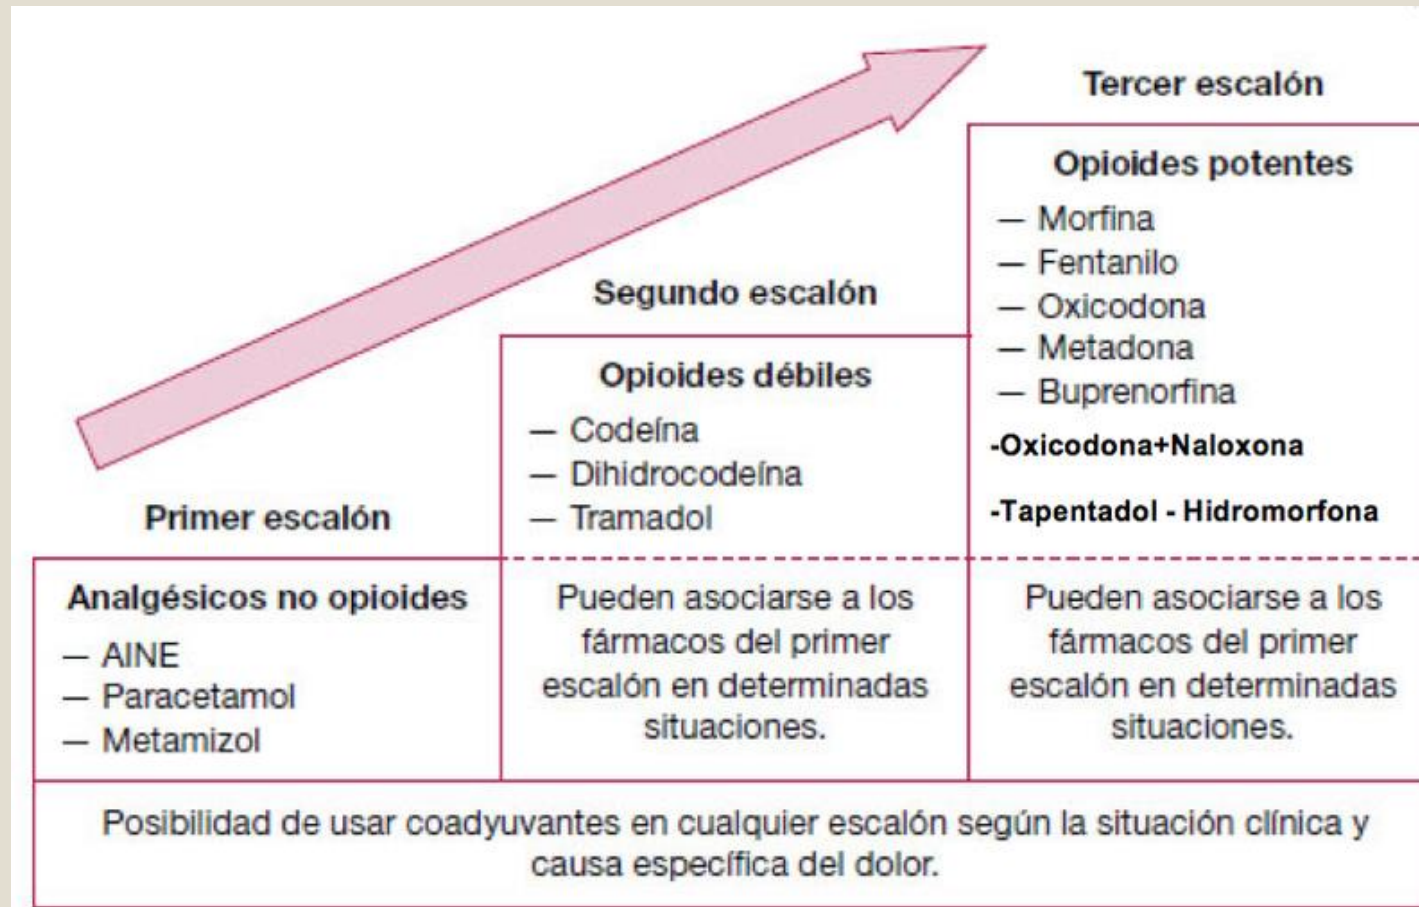 Tercer escalón
Opioides potentes
— Morfina
— Fentanilo
— Oxicodona
— Metadona
— Buprenorfina
-Oxicodona+Naloxona
-Tapentadol - Hidromorfona
Pueden asociarse a los
fármacos del primer
escalón en determinadas
situaciones.
Segundo escalón
Opioides débiles
— Codeína
— Dihidrocodeína
— Tramadol
Pueden asociarse a los
fármacos del primer
escalón en determinadas
situaciones.
Primer escalón
Analgésicos no opioides
— AINE
— Paracetamol
— Metamizol
Posibilidad de usar coadyuvantes en cualquier escalón según la situación clínica y
causa específica del dolor.